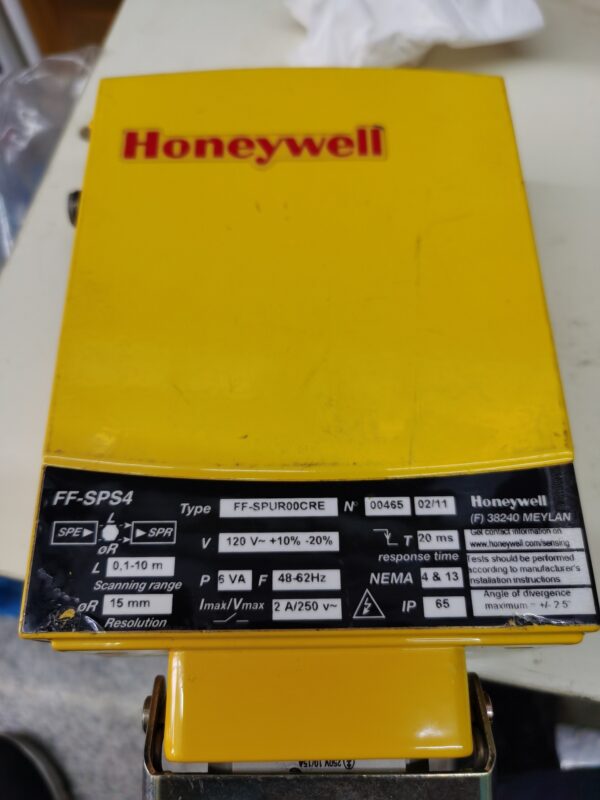 Honeywell
FF-SPS4
Type FF-SPUR00CRE N° 00465 02/11 Honeywell
(F) 38240 MEYLAN
L
SPE SPR
øR
V 120 V~ +10% -20%
T 20 ms
response time
Get contact information on
www.honeywell.com/sensing
L 0,1-10 m
Scanning range
P 6 VA F 48-62Hz
NEMA 4 & 13
Tests should be performed
according to manufacturer's
installation instructions
øR 15 mm
Resolution
Imax/Vmax 2 A/250 v~
IP 65
Angle of divergence
maximum = +/- 2.5°
250V 10/15A